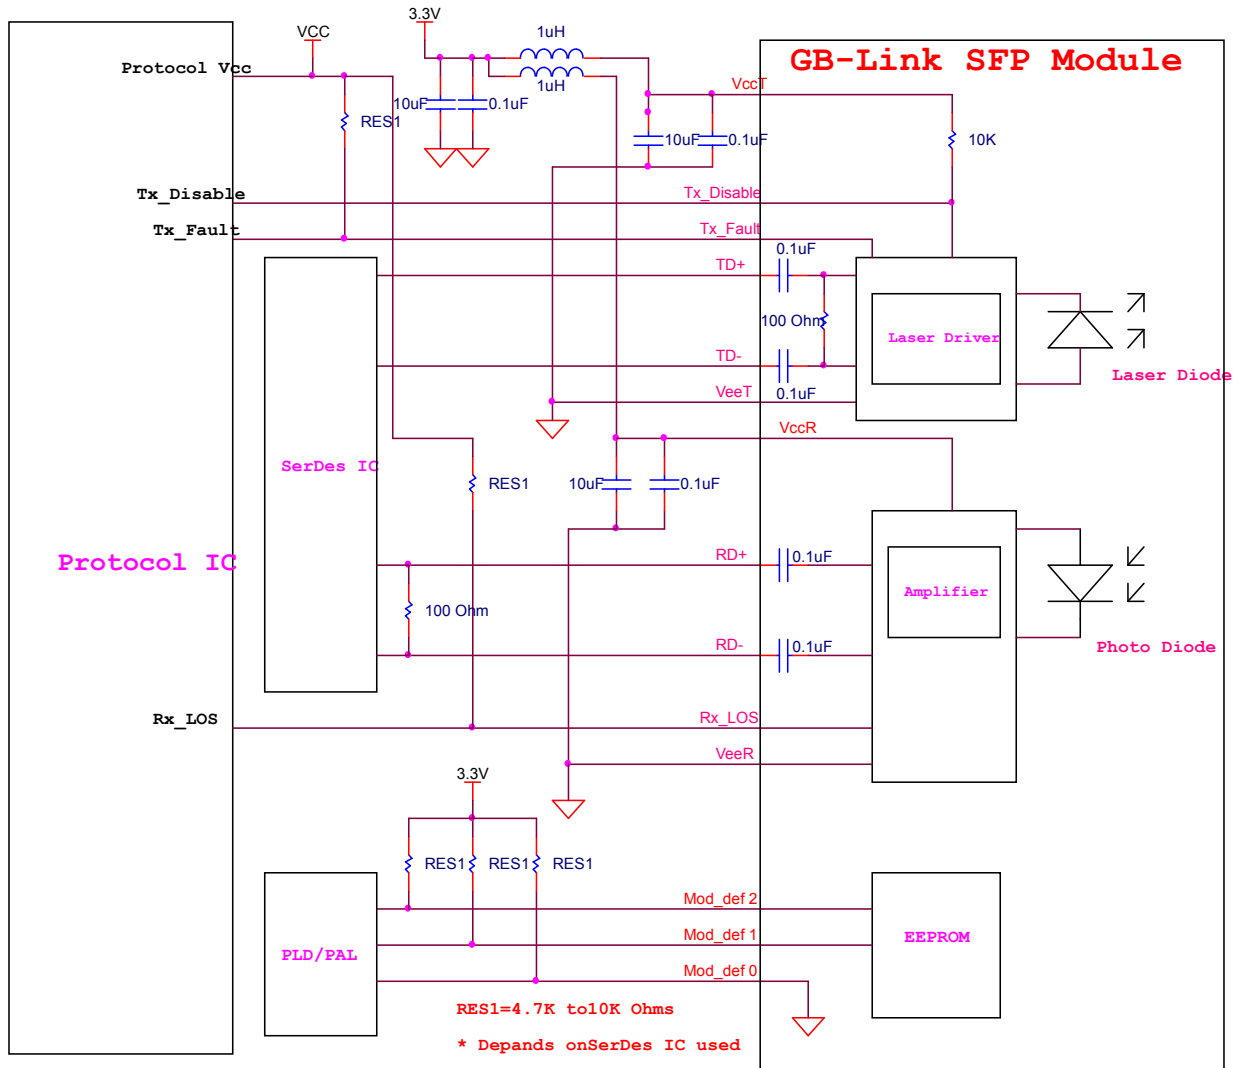 3.3V
VCC
1uH
GB-Link SFP Module
Protocol Vcc
1uH
VccT
10uF
0.1uF
RES1
10uF
0.1uF
10K
Tx_Disable
Tx_Disable
Tx_Fault
Tx_Fault
0.1uF
TD+
100 Ohm
Laser Driver
TD-
Laser Diode
VeeT
0.1uF
VccR
SerDes IC
RES1
10uF
0.1uF
Protocol IC
RD+
0.1uF
Amplifier
100 Ohm
RD-
0.1uF
Photo Diode
Rx_LOS
Rx_LOS
VeeR
3.3V
RES1
RES1
RES1
Mod_def 2
Mod_def 1
EEPROM
PLD/PAL
Mod_def 0
RES1=4.7K to10K Ohms
* Depands onSerDes IC used